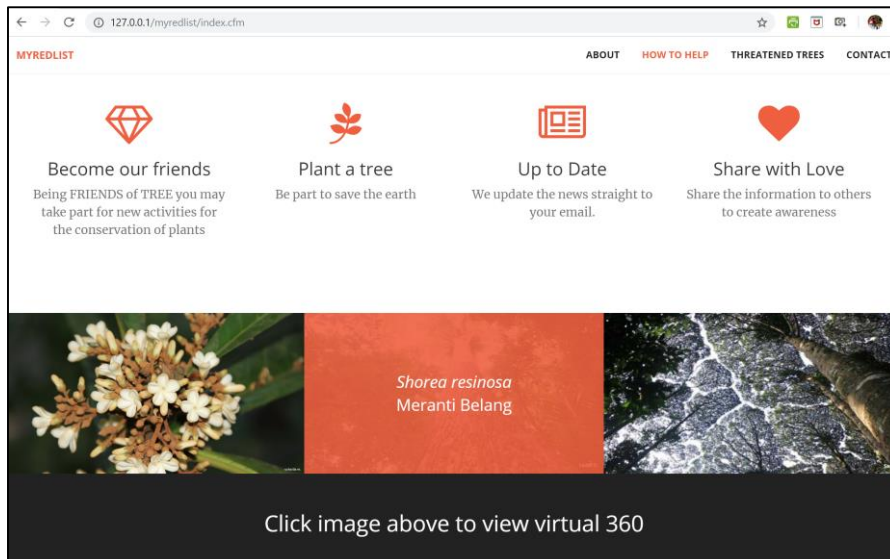 127.0.0.1/myredlist/index.cfm
MYREDLIST
ABOUT
HOW TO HELP
THREATENED TREES
CONTACT
Become our friends
Being FRIENDS of TREE you may
take part for new activities for
the conservation of plants
Plant a tree
Be part to save the earth
Up to Date
We update the news straight to
your email.
Share with Love
Share the information to others
to create awareness
Shorea resinosa
Meranti Belang
Click image above to view virtual 360